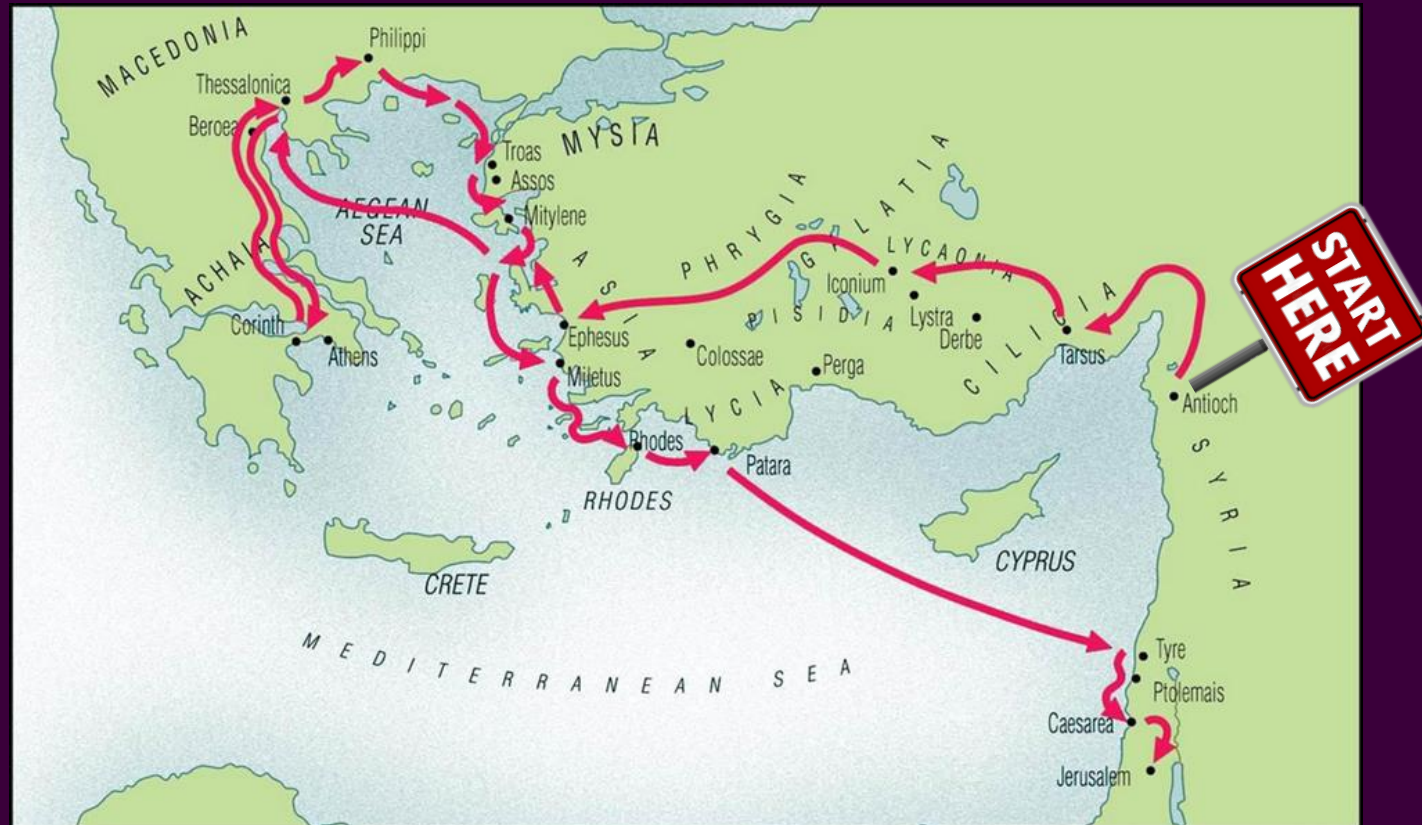 MACEDONIA
Philippi
Thessalonica
Beroea
MYSIA
Troas
Assos
Mitylene
AEGEAN
SEA
ACHAIA
ASIA
PHRYGIA
GALATIA
LYCAONIA
Iconium
Lystra
Derbe
PISIDIA
CILICIA
Tarsus
START
HERE
Antioch
SYRIA
Corinth
Athens
Ephesus
Colossae
Miletus
Perga
LYCIA
Rhodes
Patara
RHODES
CRETE
CYPRUS
MEDITERRANEAN SEA
Tyre
Ptolemais
Caesarea
Jerusalem